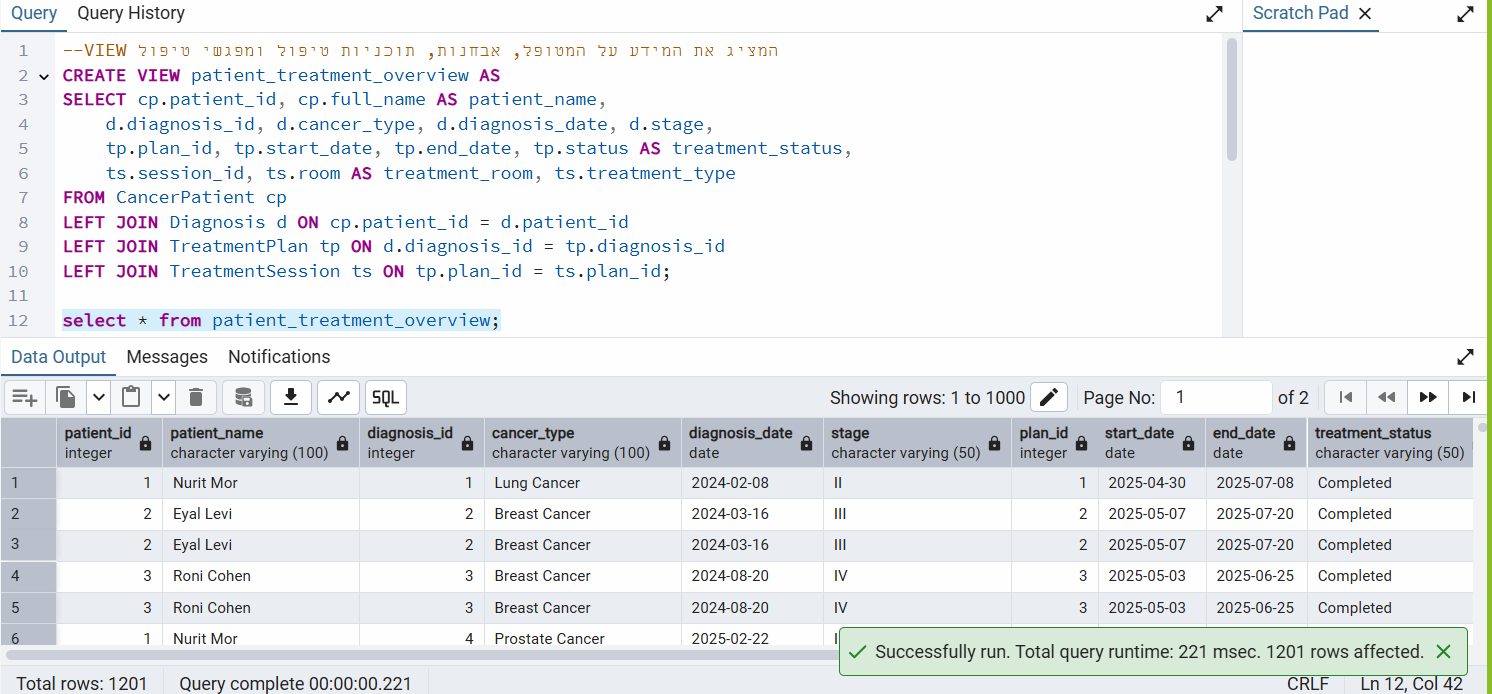 Query Query History Scratch Pad
1 --VIEW המציג את המידע על המטופל, אבחנות, תוכניות טיפול ומפגשי טיפול
2 CREATE VIEW patient_treatment_overview AS
3 SELECT cp.patient_id, cp.full_name AS patient_name,
4 d.diagnosis_id, d.cancer_type, d.diagnosis_date, d.stage,
5 tp.plan_id, tp.start_date, tp.end_date, tp.status AS treatment_status,
6 ts.session_id, ts.room AS treatment_room, ts.treatment_type
7 FROM CancerPatient cp
8 LEFT JOIN Diagnosis d ON cp.patient_id = d.patient_id
9 LEFT JOIN TreatmentPlan tp ON d.diagnosis_id = tp.diagnosis_id
10 LEFT JOIN TreatmentSession ts ON tp.plan_id = ts.plan_id;
11
12 select * from patient_treatment_overview;
Data Output Messages Notifications
SQL Showing rows: 1 to 1000 Page No: 1 of 2
patient_id patient_name diagnosis_id cancer_type diagnosis_date stage plan_id start_date end_date treatment_status
integer character varying (100) integer character varying (100) date character varying (50) integer date date character varying (50)
1 1 Nurit Mor 1 Lung Cancer 2024-02-08 II 1 2025-04-30 2025-07-08 Completed
2 2 Eyal Levi 2 Breast Cancer 2024-03-16 III 2 2025-05-07 2025-07-20 Completed
3 2 Eyal Levi 2 Breast Cancer 2024-03-16 III 2 2025-05-07 2025-07-20 Completed
4 3 Roni Cohen 3 Breast Cancer 2024-08-20 IV 3 2025-05-03 2025-06-25 Completed
5 3 Roni Cohen 3 Breast Cancer 2024-08-20 IV 3 2025-05-03 2025-06-25 Completed
6 1 Nurit Mor 4 Prostate Cancer 2025-02-22
Successfully run. Total query runtime: 221 msec. 1201 rows affected.
Total rows: 1201 Query complete 00:00:00.221 CRLF Ln 12, Col 42